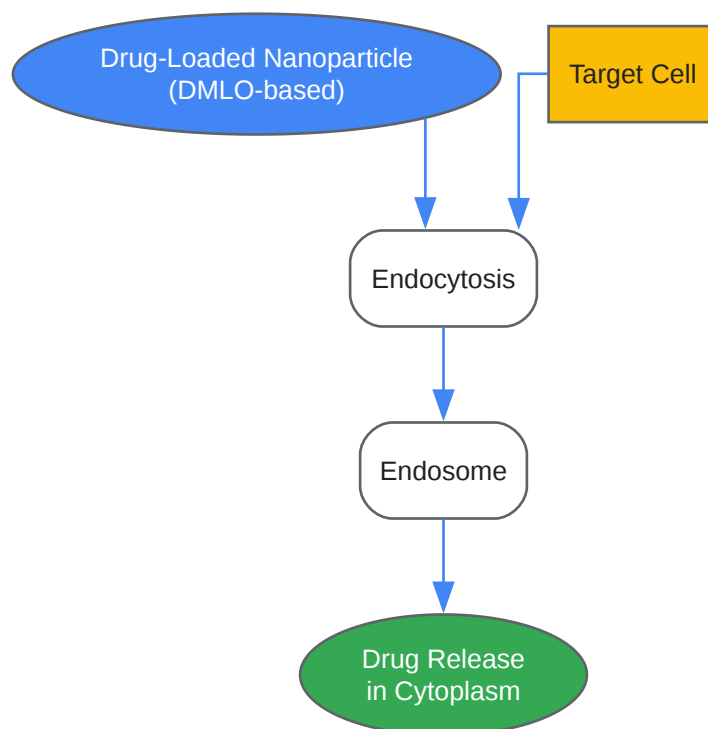 Drug-Loaded Nanoparticle
(DMLO-based)
Target Cell
Endocytosis
Endosome
Drug Release
in Cytoplasm